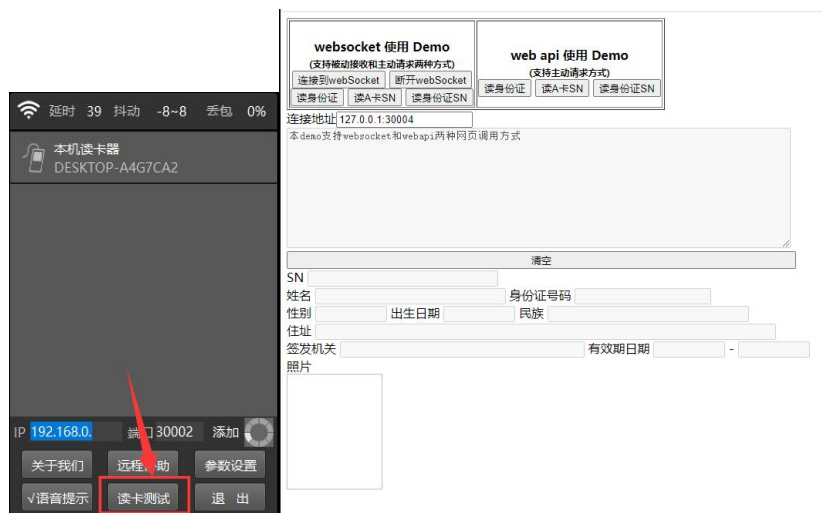 延时 39 抖动 -8~8 丢包 0%
本机读卡器
DESKTOP-A4G7CA2
IP 192.168.0. 端口 30002 添加
关于我们 远程协助 参数设置
√语音提示 读卡测试 退 出
websocket 使用 Demo
(支持被动接收和主动请求两种方式)
连接到webSocket 断开webSocket
读身份证 读A卡SN 读身份证SN
web api 使用 Demo
(支持主动请求方式)
读身份证 读A卡SN 读身份证SN
连接地址 127.0.0.1:30004
本demo支持websocket和webapi两种网页调用方式
清空
SN
姓名 身份证号码
性别 出生日期 民族
住址
签发机关 有效期日期 -
照片